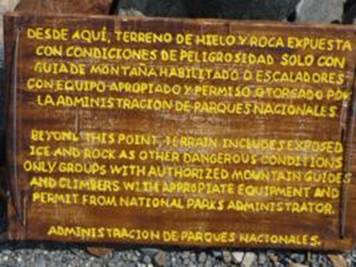 DESDE AQUÍ, TERRENO DE HIELO Y ROCA EXPUESTA
CON CONDICIONES DE PELIGROSIDAD SOLO CON
GUIA DE MONTAÑA HABILITADO O ESCALADORES
CON EQUIPO APROPIADO Y PERMISO OTORGADO POR
LA ADMINISTRACION DE PARQUES NACIONALES
BEYOND THIS POINT, TERRAIN INCLUDES EXPOSED
ICE AND ROCK AS OTHER DANGEROUS CONDITIONS
ONLY GROUPS WITH AUTHORIZED MOUNTAIN GUIDES
AND CLIMBERS WITH APPROPIATE EQUIPMENT AND
PERMIT FROM NATIONAL PARKS ADMINISTRATOR.
ADMINISTRACION DE PARQUES NACIONALES.